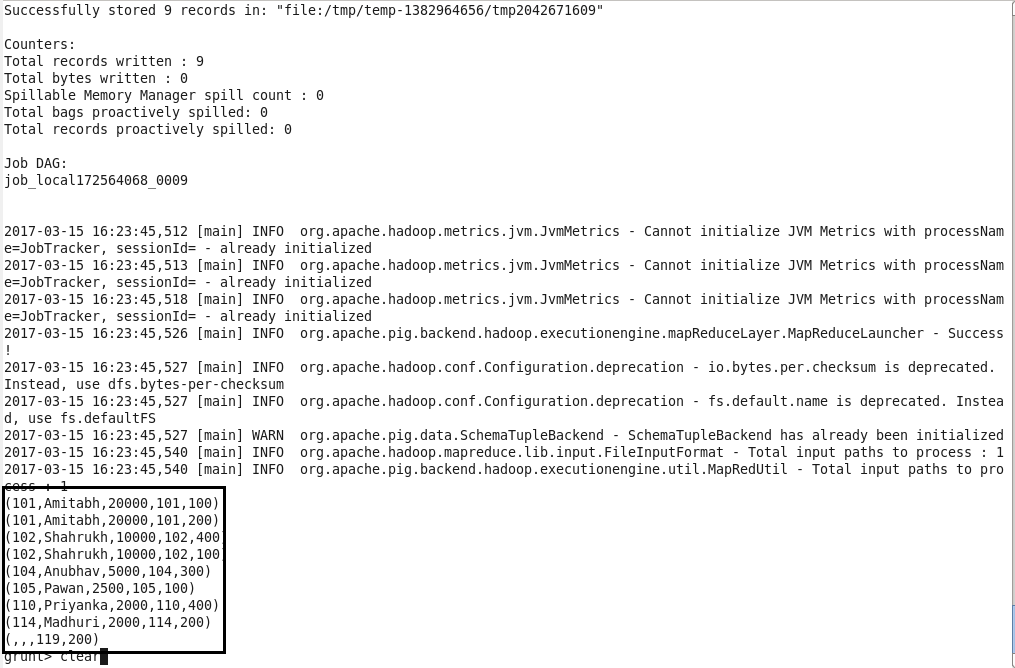 Successfully stored 9 records in: "file:/tmp/temp-1382964656/tmp2042671609"
Counters:
Total records written : 9
Total bytes written : 0
Spillable Memory Manager spill count : 0
Total bags proactively spilled: 0
Total records proactively spilled: 0
Job DAG:
job_local172564068_0009
2017-03-15 16:23:45,512 [main] INFO  org.apache.hadoop.metrics.jvm.JvmMetrics - Cannot initialize JVM Metrics with processNam
e=JobTracker, sessionId= - already initialized
2017-03-15 16:23:45,513 [main] INFO  org.apache.hadoop.metrics.jvm.JvmMetrics - Cannot initialize JVM Metrics with processNam
e=JobTracker, sessionId= - already initialized
2017-03-15 16:23:45,518 [main] INFO  org.apache.hadoop.metrics.jvm.JvmMetrics - Cannot initialize JVM Metrics with processNam
e=JobTracker, sessionId= - already initialized
2017-03-15 16:23:45,526 [main] INFO  org.apache.pig.backend.hadoop.executionengine.mapReduceLayer.MapReduceLauncher - Success
!
2017-03-15 16:23:45,527 [main] INFO  org.apache.hadoop.conf.Configuration.deprecation - io.bytes.per.checksum is deprecated.
Instead, use dfs.bytes-per-checksum
2017-03-15 16:23:45,527 [main] INFO  org.apache.hadoop.conf.Configuration.deprecation - fs.default.name is deprecated. Instea
d, use fs.defaultFS
2017-03-15 16:23:45,527 [main] WARN  org.apache.pig.data.SchemaTupleBackend - SchemaTupleBackend has already been initialized
2017-03-15 16:23:45,540 [main] INFO  org.apache.hadoop.mapreduce.lib.input.FileInputFormat - Total input paths to process : 1
2017-03-15 16:23:45,540 [main] INFO  org.apache.pig.backend.hadoop.executionengine.util.MapRedUtil - Total input paths to pro
cess : 1
(101,Amitabh,20000,101,100)
(101,Amitabh,20000,101,200)
(102,Shahrukh,10000,102,400)
(102,Shahrukh,10000,102,100)
(104,Anubhav,5000,104,300)
(105,Pawan,2500,105,100)
(110,Priyanka,2000,110,400)
(114,Madhuri,2000,114,200)
(,,,119,200)
grunt> clear